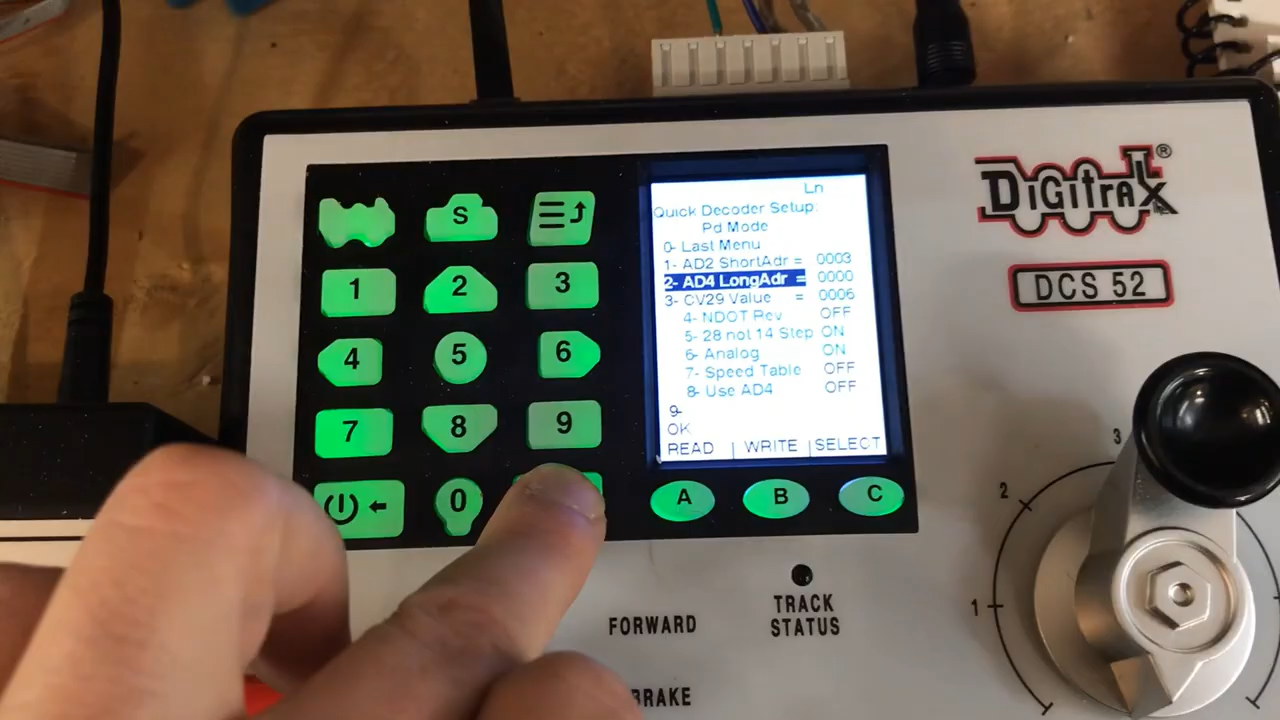 S
1 2 3
4 5 6
7 8 9
0
Ln
Quick Decoder Setup:
Pd Mode
0- Last Menu
1- AD2 ShortAdr = 0003
2- AD4 LongAdr = 0000
3- CV29 Value = 0006
4- NDOT Rev OFF
5- 28 not 14 Step ON
6- Analog ON
7- Speed Table OFF
8- Use AD4 OFF
9-
OK
READ | WRITE | SELECT
A B C
DiGitrax®
DCS 52
FORWARD
TRACK
STATUS
BRAKE
3
2
1